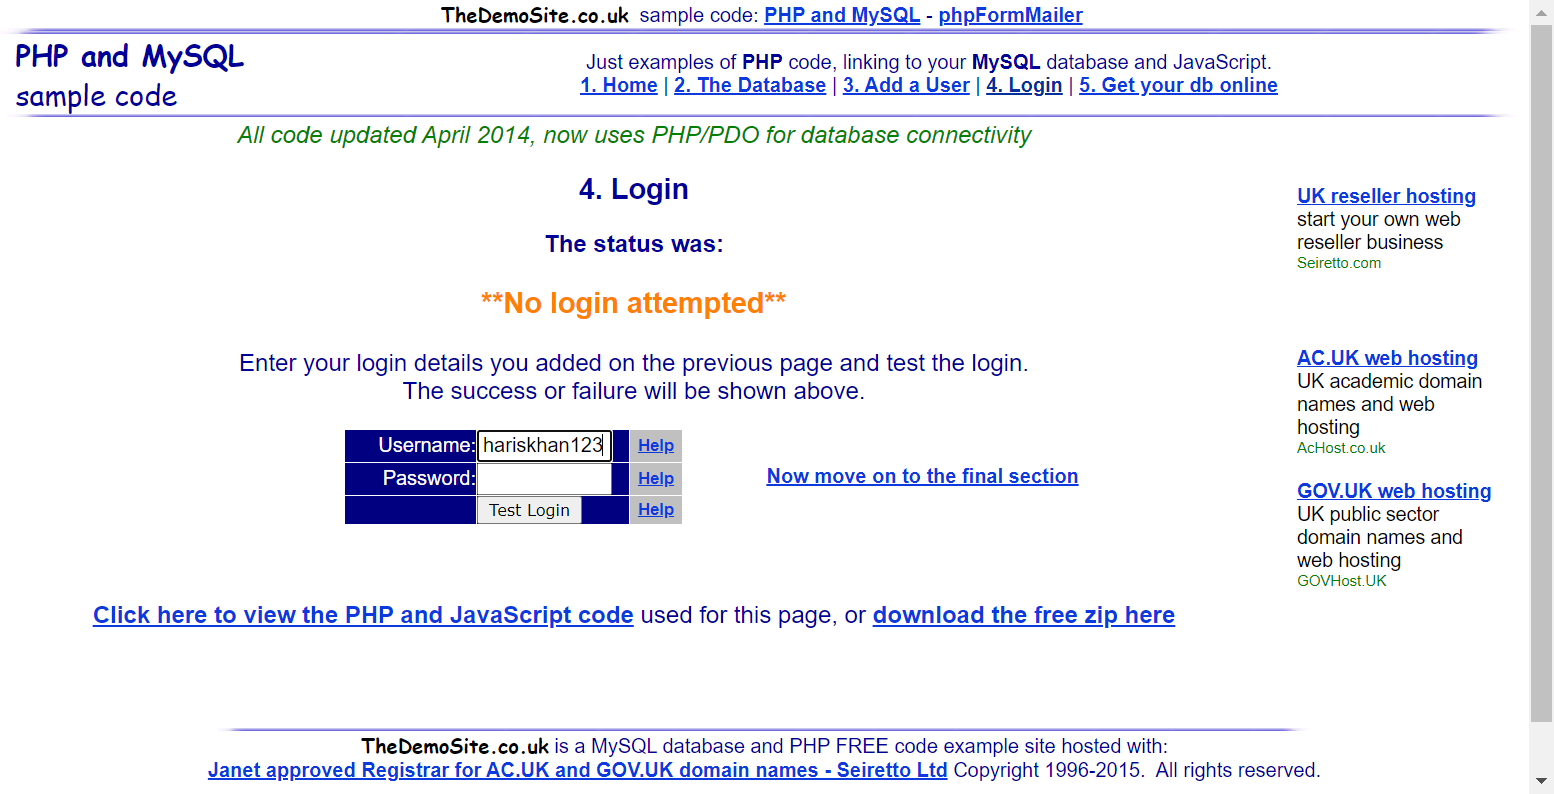 TheDemoSite.co.uk sample code: PHP and MySQL - phpFormMailer
PHP and MySQL
sample code
Just examples of PHP code, linking to your MySQL database and JavaScript.
1. Home | 2. The Database | 3. Add a User | 4. Login | 5. Get your db online
All code updated April 2014, now uses PHP/PDO for database connectivity
4. Login
The status was:
**No login attempted**
Enter your login details you added on the previous page and test the login.
The success or failure will be shown above.
Username: hariskhan123 Help
Password: Help
Test Login Help
Now move on to the final section
Click here to view the PHP and JavaScript code used for this page, or download the free zip here
UK reseller hosting
start your own web
reseller business
Seiretto.com
AC.UK web hosting
UK academic domain
names and web
hosting
AcHost.co.uk
GOV.UK web hosting
UK public sector
domain names and
web hosting
GOVHost.UK
TheDemoSite.co.uk is a MySQL database and PHP FREE code example site hosted with:
Janet approved Registrar for AC.UK and GOV.UK domain names - Seiretto Ltd Copyright 1996-2015. All rights reserved.